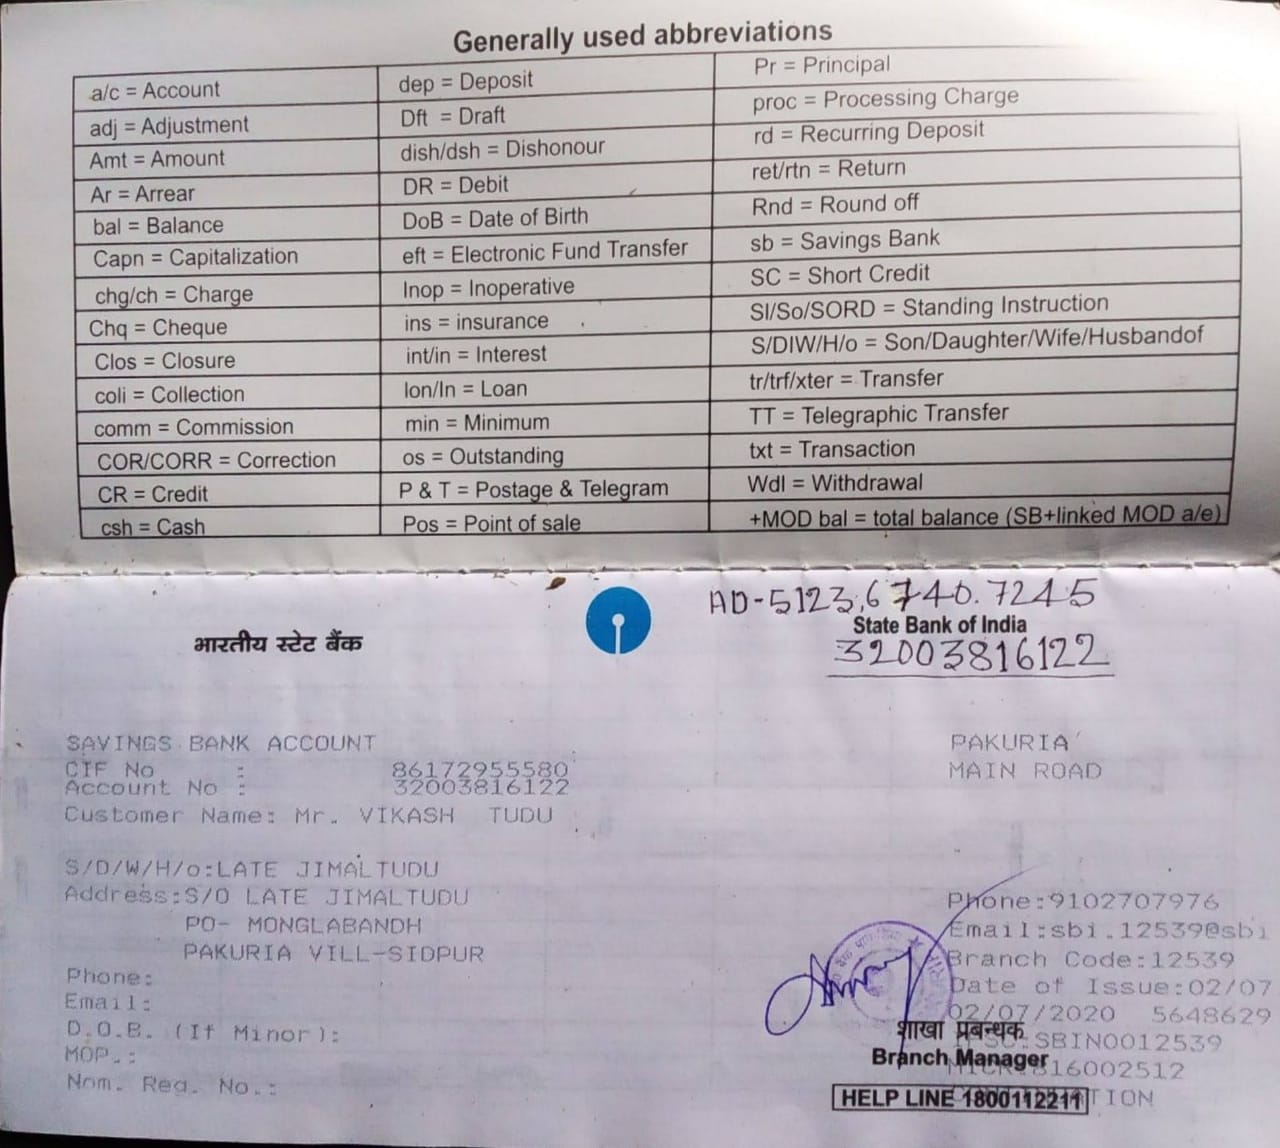 Generally used abbreviations
a/c = Account
adj = Adjustment
Amt = Amount
Ar = Arrear
bal = Balance
Capn = Capitalization
chg/ch = Charge
Chq = Cheque
Clos = Closure
coli = Collection
comm = Commission
COR/CORR = Correction
CR = Credit
csh = Cash
dep = Deposit
Dft = Draft
dish/dsh = Dishonour
DR = Debit
DoB = Date of Birth
eft = Electronic Fund Transfer
Inop = Inoperative
ins = insurance
int/in = Interest
lon/ln = Loan
min = Minimum
os = Outstanding
P & T = Postage & Telegram
Pos = Point of sale
Pr = Principal
proc = Processing Charge
rd = Recurring Deposit
ret/rtn = Return
Rnd = Round off
sb = Savings Bank
SC = Short Credit
SI/So/SORD = Standing Instruction
S/DIW/H/o = Son/Daughter/Wife/Husbandof
tr/trf/xter = Transfer
TT = Telegraphic Transfer
txt = Transaction
Wdl = Withdrawal
+MOD bal = total balance (SB+linked MOD a/e)
AD-5123.6740.7245
भारतीय स्टेट बैंक
State Bank of India
32003816122
SAVINGS BANK ACCOUNT
CIF No : 86172955580
Account No : 32003816122
Customer Name: Mr. VIKASH TUDU
S/D/W/H/o:LATE JIMALTUDU
Address:S/O LATE JIMALTUDU
PO- MONGLABANDH
PAKURIA VILL-SIDPUR
Phone:
Email:
D.O.B. (If Minor):
MOP.:
Nom. Reg. No.:
PAKURIA
MAIN ROAD
Phone:9102707976
Email:sbi.12539@sbi
Branch Code:12539
Date of Issue:02/07
02/07/2020 5648629
शाखा प्रबन्धक
:SBIN0012539
Branch Manager
816002512
HELP LINE 1800112211